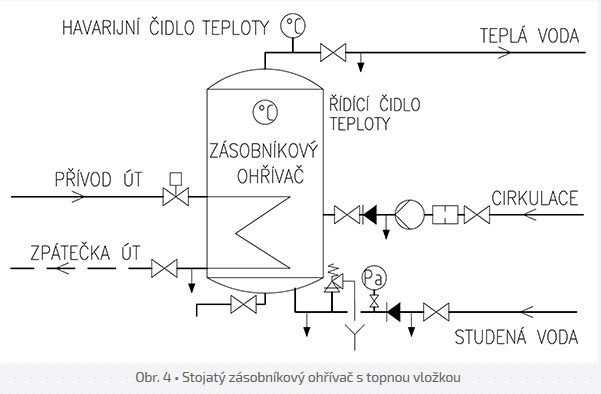 HAVARIJNÍ ČIDLO TEPLOTY
°C
TEPLÁ VODA
°C
ŘÍDÍCÍ ČIDLO
TEPLOTY
ZÁSOBNÍKOVÝ
OHŘÍVAČ
PŘÍVOD ÚT
CIRKULACE
ZPÁTEČKA ÚT
Pa
STUDENÁ VODA
Obr. 4 • Stojatý zásobníkový ohřívač s topnou vložkou